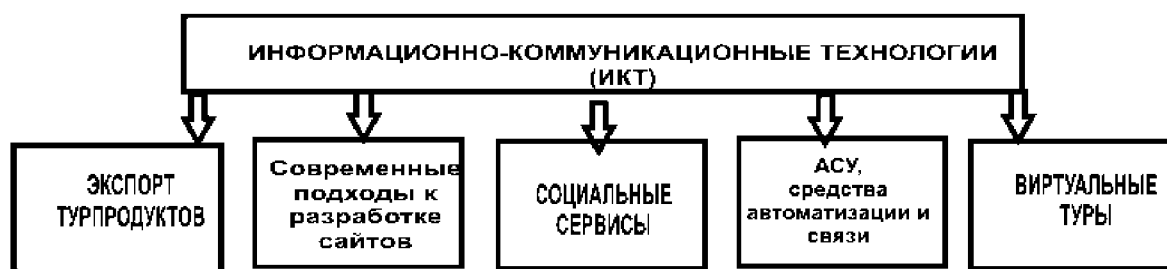 ИНФОРМАЦИОННО-КОММУНИКАЦИОННЫЕ ТЕХНОЛОГИИ
(ИКТ)
ЭКСПОРТ
ТУРПРОДУКТОВ
Современные
подходы к
разработке
сайтов
СОЦИАЛЬНЫЕ
СЕРВИСЫ
АСУ,
средства
автоматизации и
связи
ВИРТУАЛЬНЫЕ
ТУРЫ